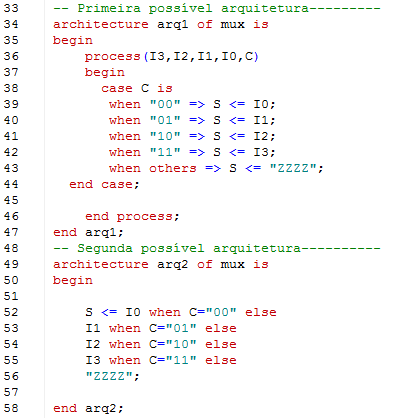 33 -- Primeira possível arquitetura---------
34 architecture arq1 of mux is
35 begin
36 process(I3,I2,I1,I0,C)
37 begin
38 case C is
39 when "00" => S <= I0;
40 when "01" => S <= I1;
41 when "10" => S <= I2;
42 when "11" => S <= I3;
43 when others => S <= "ZZZZ";
44 end case;
45
46 end process;
47 end arq1;
48 -- Segunda possível arquitetura----------
49 architecture arq2 of mux is
50 begin
51
52 S <= I0 when C="00" else
53 I1 when C="01" else
54 I2 when C="10" else
55 I3 when C="11" else
56 "ZZZZ";
57
58 end arq2;